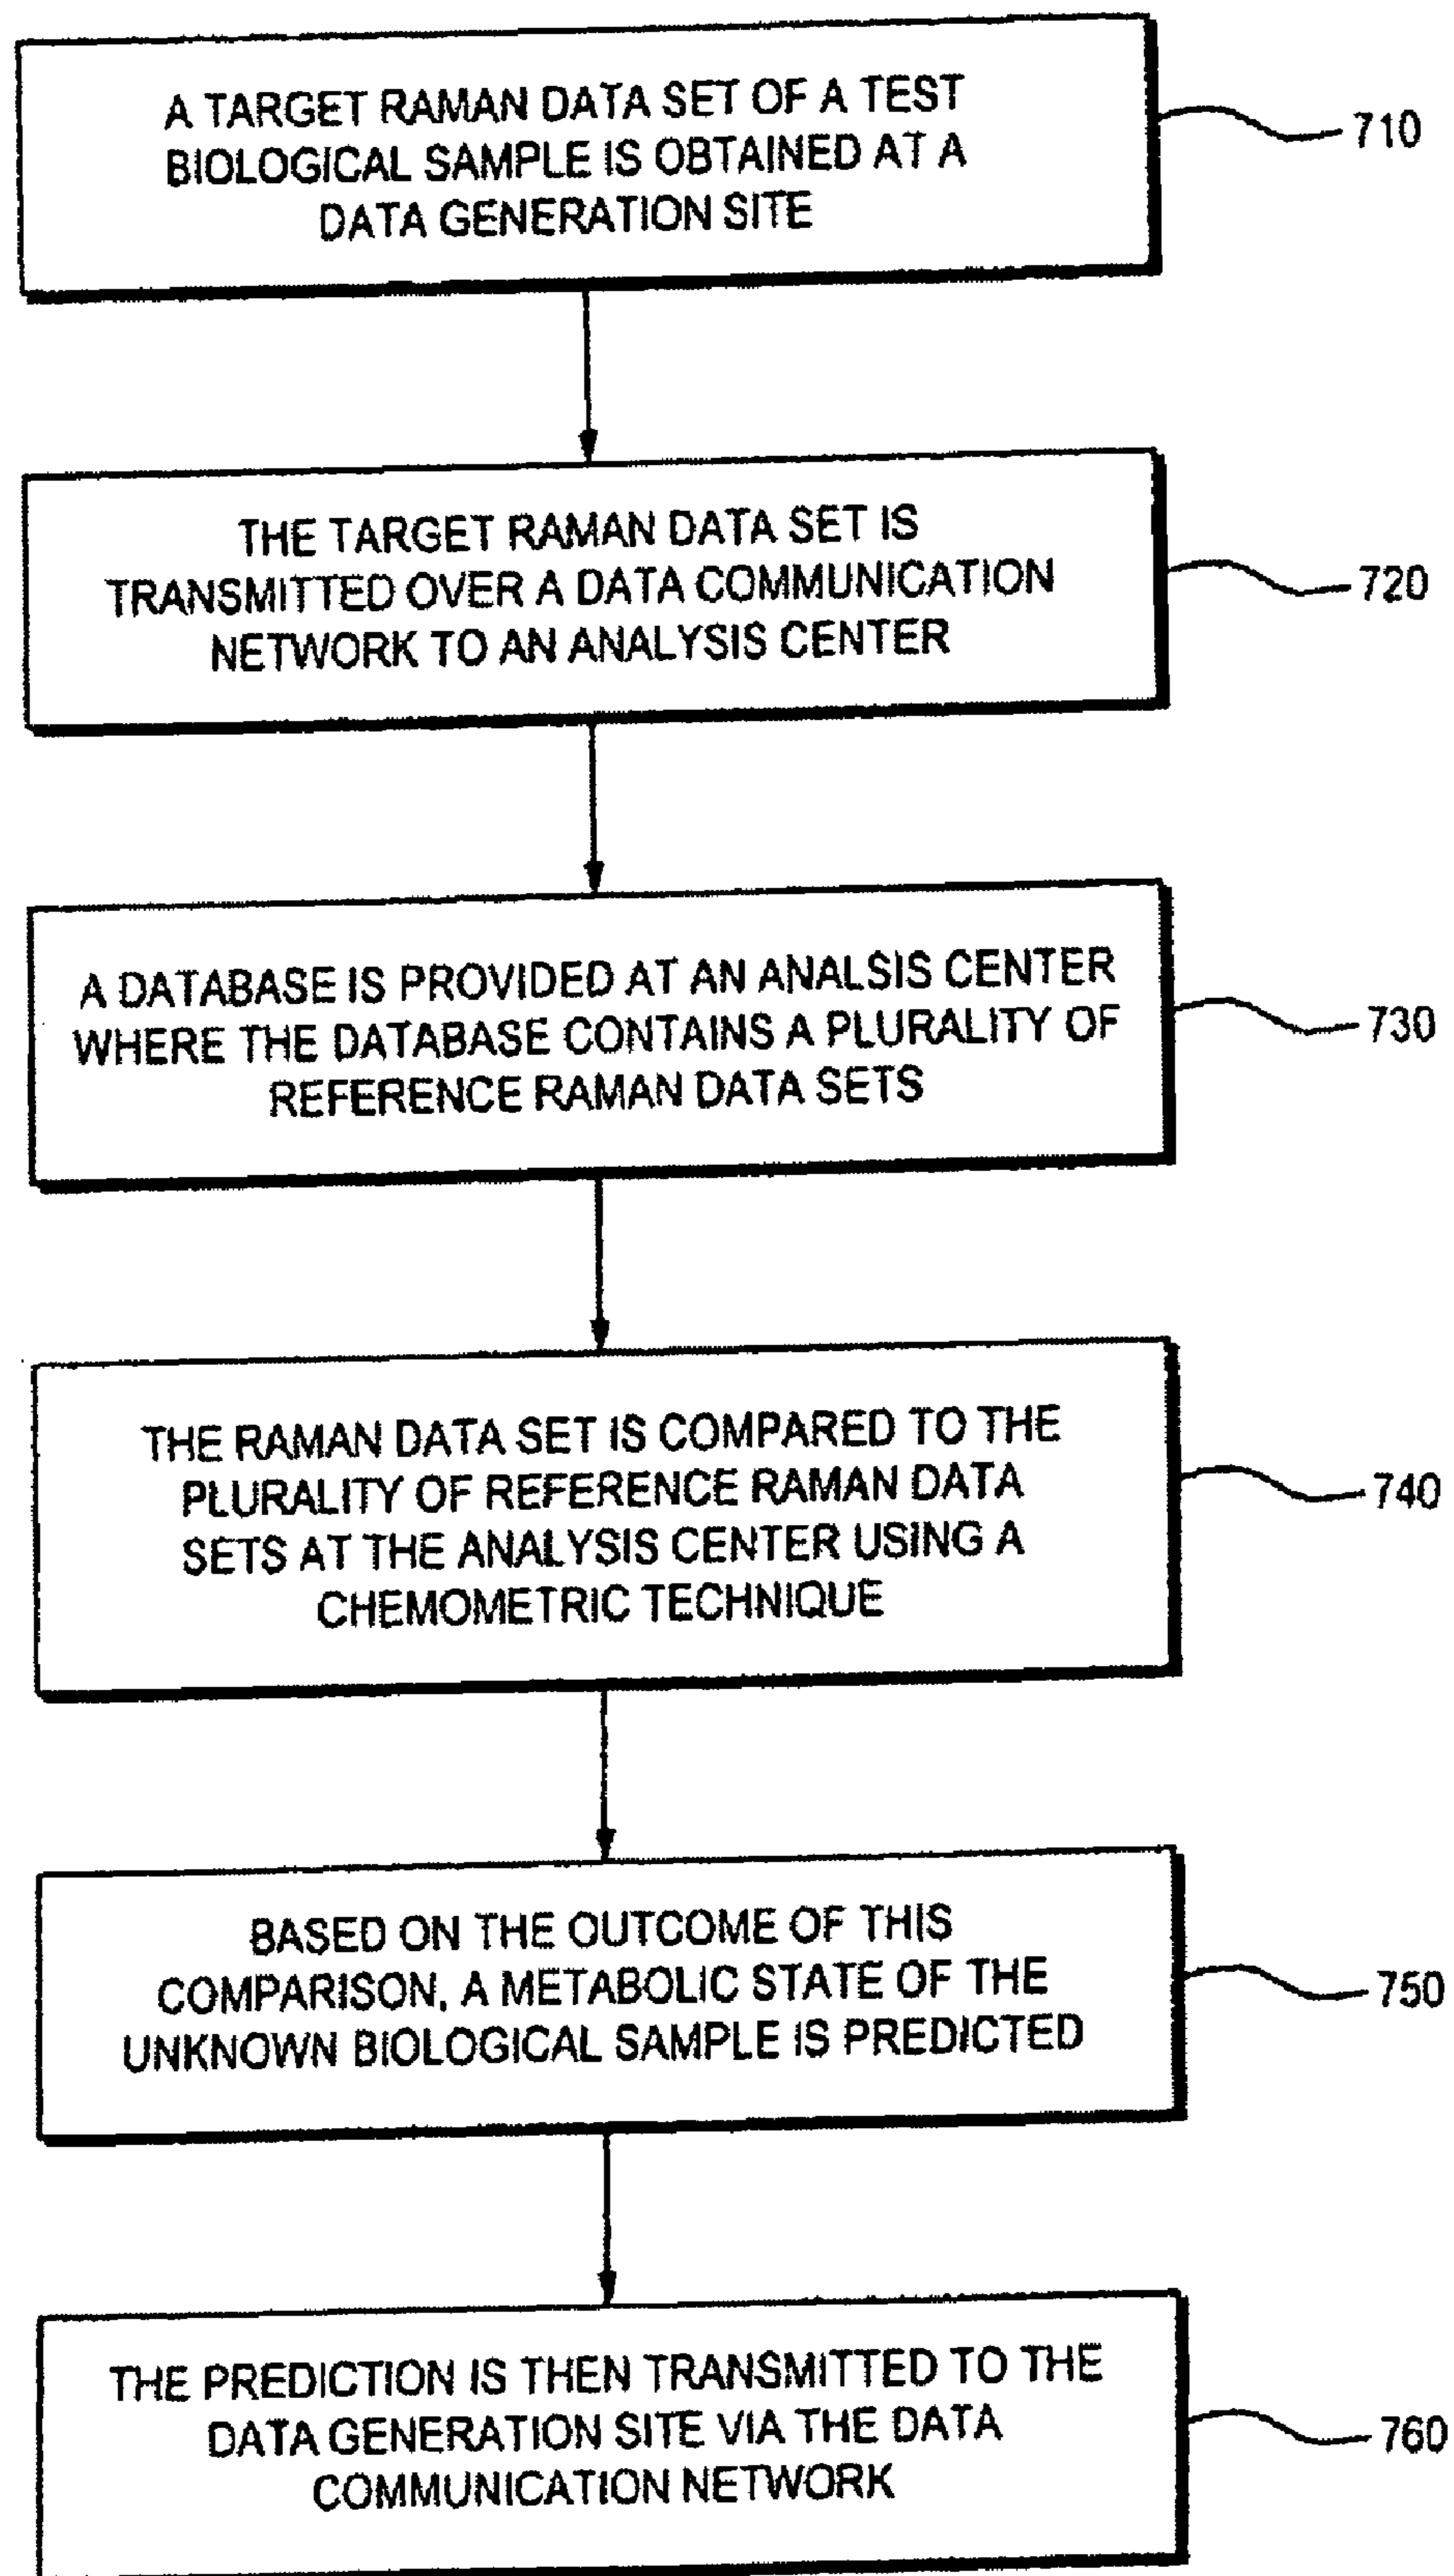 A TARGET RAMAN DATA SET OF A TEST
BIOLOGICAL SAMPLE IS OBTAINED AT A
DATA GENERATION SITE
710
THE TARGET RAMAN DATA SET IS
TRANSMITTED OVER A DATA COMMUNICATION
NETWORK TO AN ANALYSIS CENTER
720
A DATABASE IS PROVIDED AT AN ANALSIS CENTER
WHERE THE DATABASE CONTAINS A PLURALITY OF
REFERENCE RAMAN DATA SETS
730
THE RAMAN DATA SET IS COMPARED TO THE
PLURALITY OF REFERENCE RAMAN DATA
SETS AT THE ANALYSIS CENTER USING A
CHEMOMETRIC TECHNIQUE
740
BASED ON THE OUTCOME OF THIS
COMPARISON, A METABOLIC STATE OF THE
UNKNOWN BIOLOGICAL SAMPLE IS PREDICTED
750
THE PREDICTION IS THEN TRANSMITTED TO THE
DATA GENERATION SITE VIA THE DATA
COMMUNICATION NETWORK
760